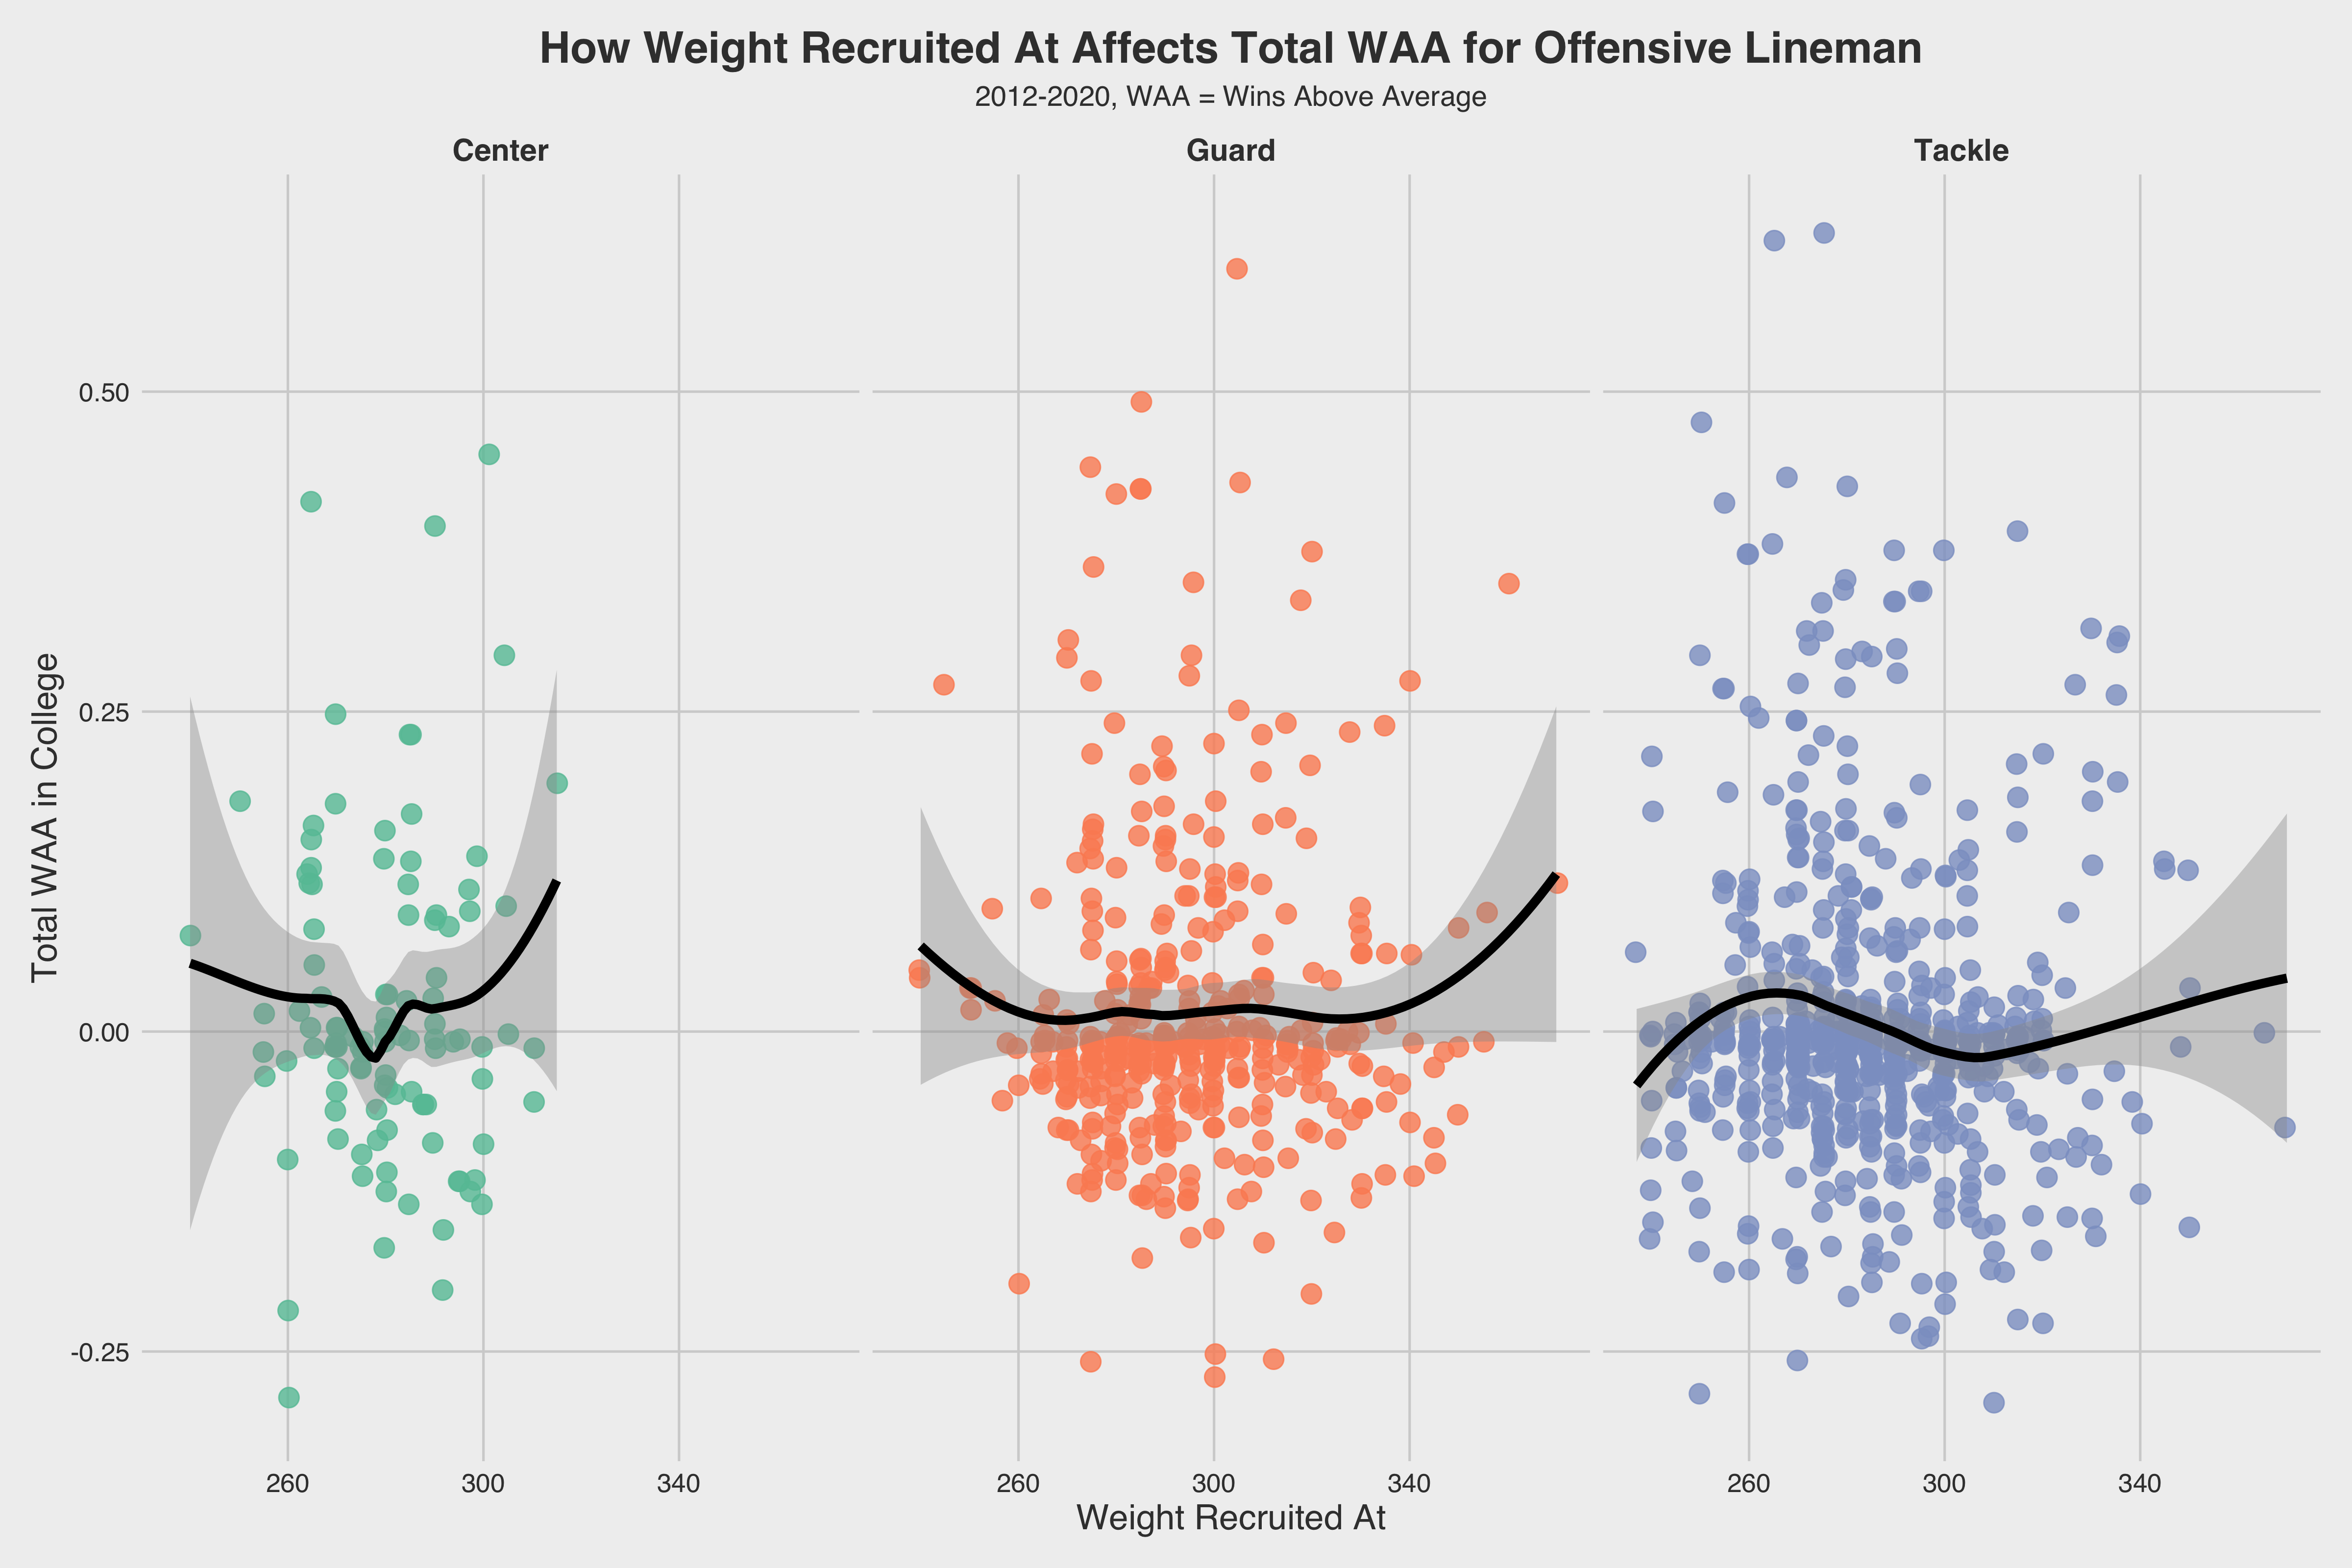 How Weight Recruited At Affects Total WAA for Offensive Lineman
2012-2020, WAA = Wins Above Average
Center
Guard
Tackle
Total WAA in College
0.50
0.25
0.00
-0.25
260 300 340
260 300 340
260 300 340
Weight Recruited At